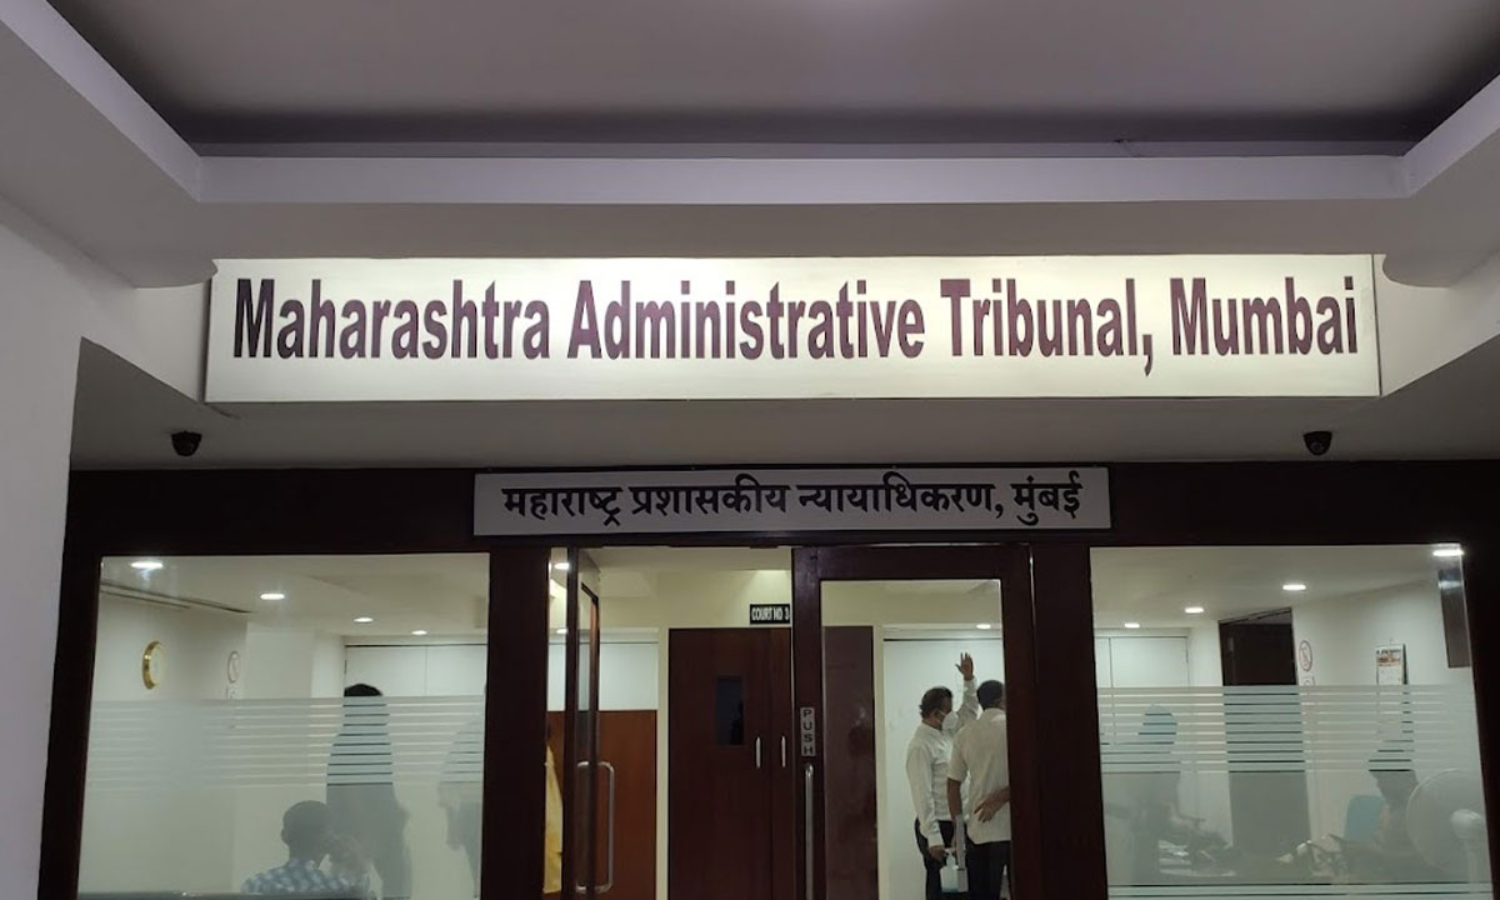 Maharashtra Administrative Tribunal, Mumbai
महाराष्ट्र प्रशासकीय न्यायाधिकरण, मुंबई
COURT NO 3
PUSH